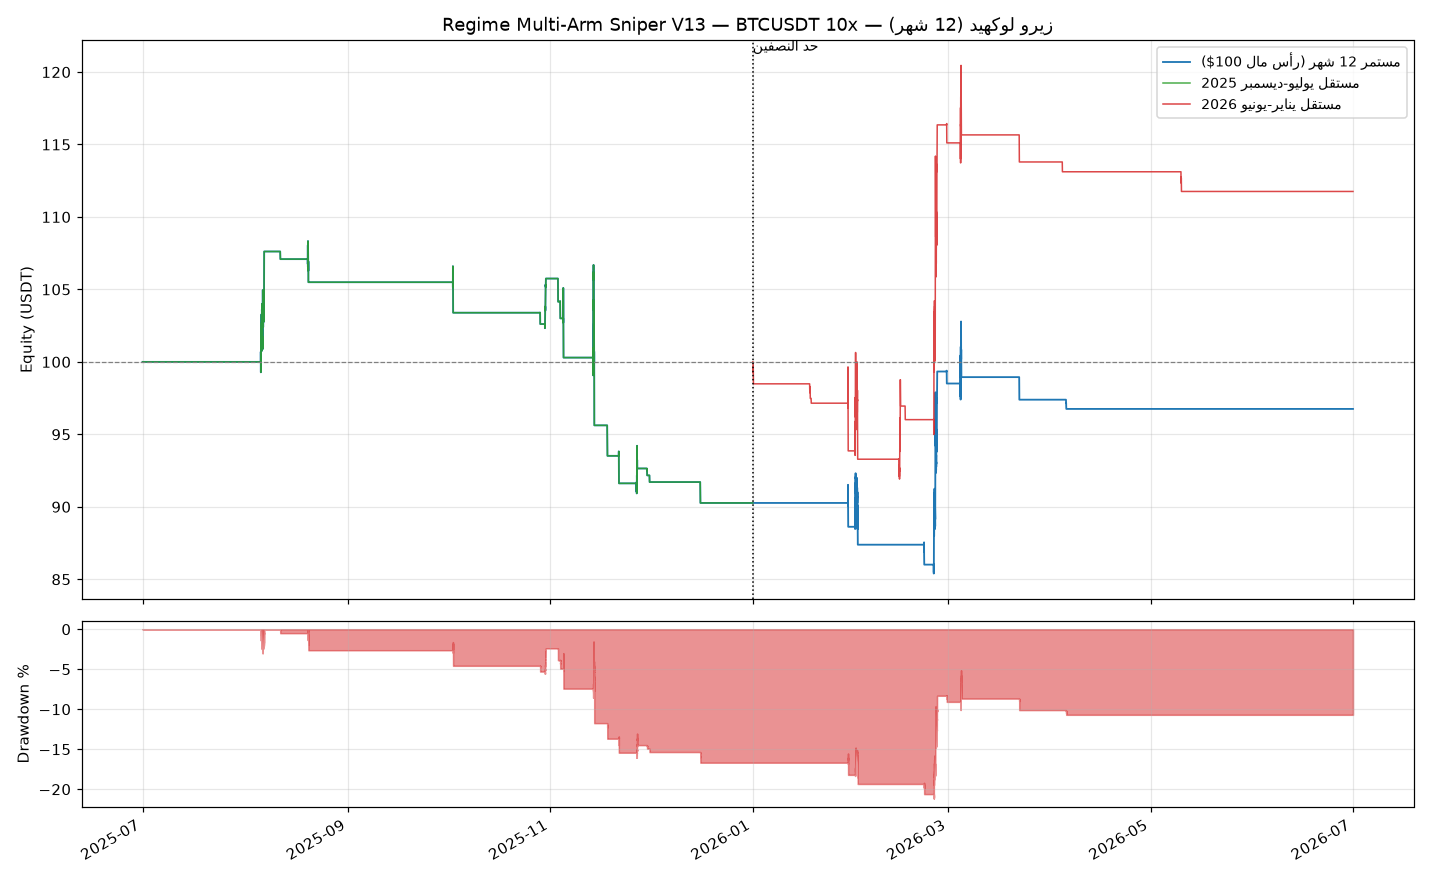 Regime Multi-Arm Sniper V13 — BTCUSDT 10x — زيرو لوكهيد (12 شهر)
حد النصفين
مستمر 12 شهر (رأس مال 100$)
مستقل يوليو-ديسمبر 2025
مستقل يناير-يونيو 2026
Equity (USDT)
120
115
110
105
100
95
90
85
Drawdown %
0
−5
−10
−15
−20
2025-07
2025-09
2025-11
2026-01
2026-03
2026-05
2026-07